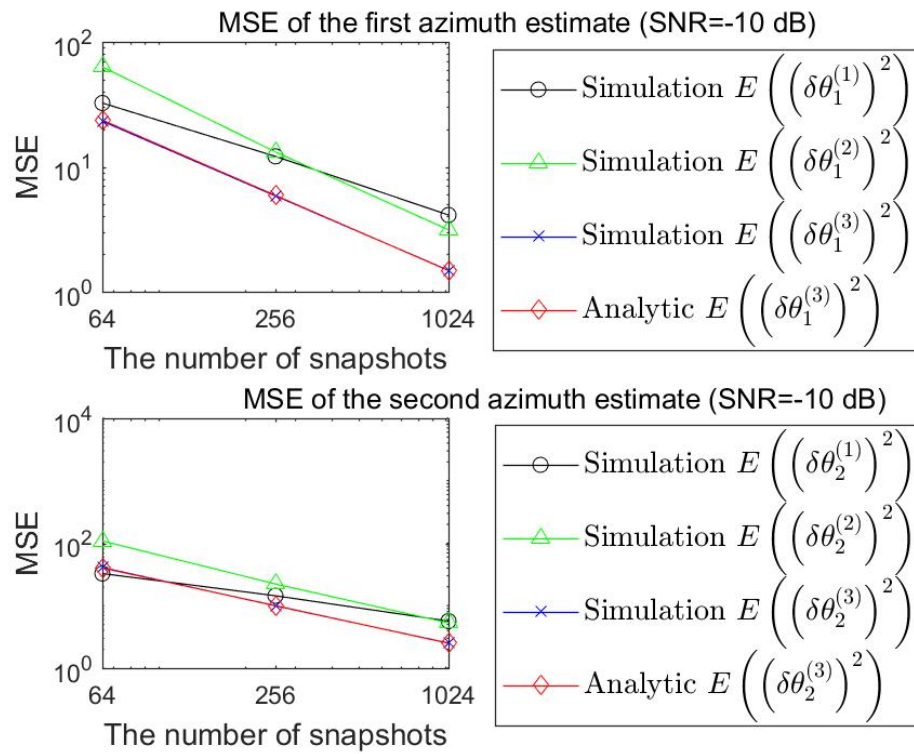 MSE of the first azimuth estimate (SNR=-10 dB)
10^2
10^1
10^0
MSE
64
256
1024
The number of snapshots
Simulation E((δθ_1^(1))^2)
Simulation E((δθ_1^(2))^2)
Simulation E((δθ_1^(3))^2)
Analytic E((δθ_1^(3))^2)
MSE of the second azimuth estimate (SNR=-10 dB)
10^4
10^2
10^0
MSE
64
256
1024
The number of snapshots
Simulation E((δθ_2^(1))^2)
Simulation E((δθ_2^(2))^2)
Simulation E((δθ_2^(3))^2)
Analytic E((δθ_2^(3))^2)